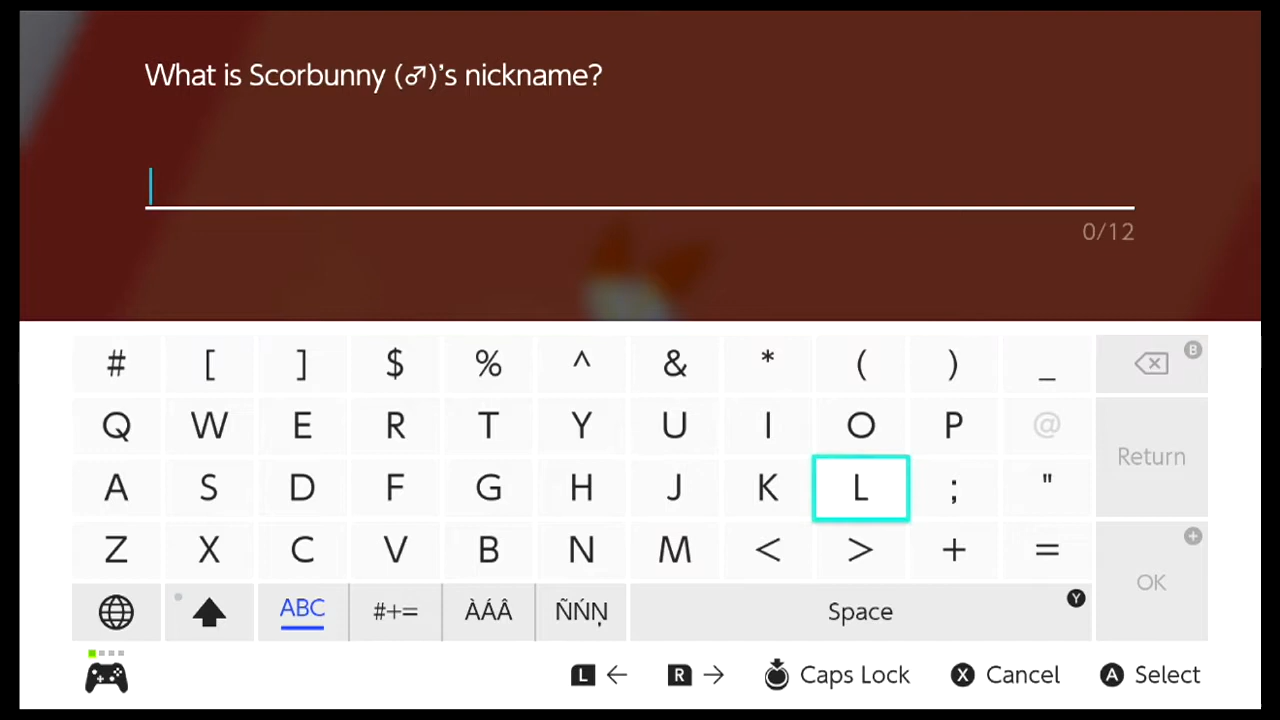 What is Scorbunny (♂)'s nickname?
0/12
# [ ] $ % ^ & * ( ) _ B
Q W E R T Y U I O P @
Return
A S D F G H J K L ; "
Z X C V B N M < > + = +
OK
ABC #+= ÀÁÂ ÑŃŅ Space Y
L ← R → Caps Lock X Cancel A Select